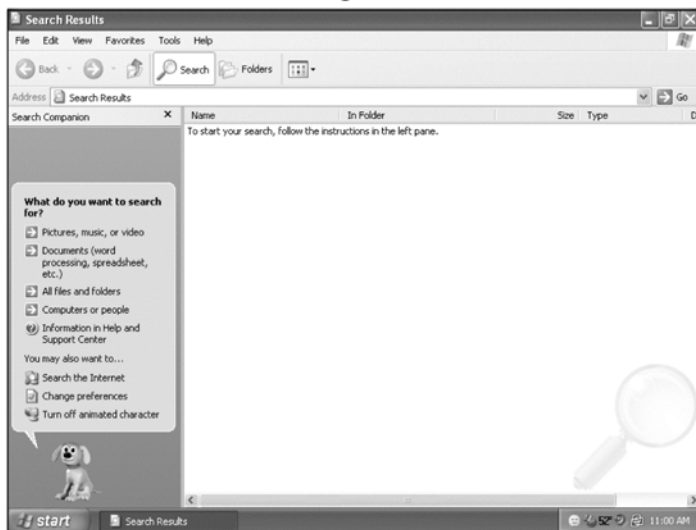 Search Results
File Edit View Favorites Tools Help
Back Search Folders
Address Search Results Go
Search Companion
Name In Folder Size Type D
To start your search, follow the instructions in the left pane.
What do you want to search
for?
Pictures, music, or video
Documents (word
processing, spreadsheet,
etc.)
All files and folders
Computers or people
Information in Help and
Support Center
You may also want to...
Search the Internet
Change preferences
Turn off animated character
start Search Results 11:00 AM